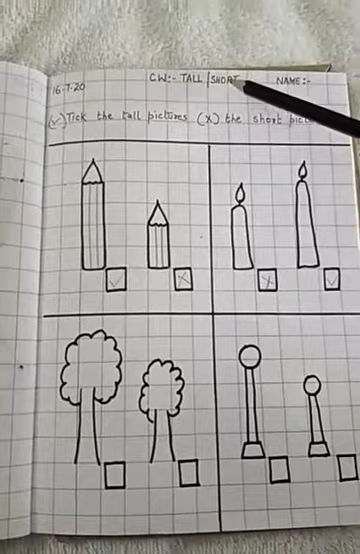 CW:- TALL/SHORT NAME:-
16-7-20
(✓) Tick the tall pictures (x) the short